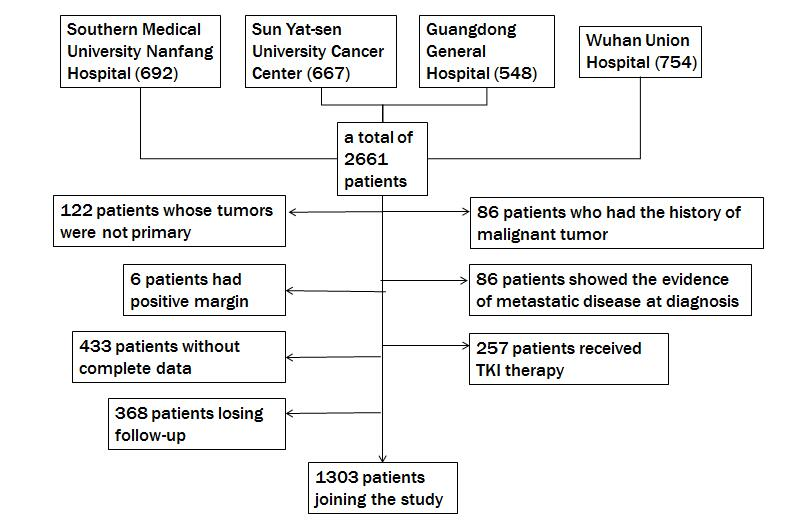 Southern Medical
University Nanfang
Hospital (692)
Sun Yat-sen
University Cancer
Center (667)
Guangdong
General
Hospital (548)
Wuhan Union
Hospital (754)
a total of
2661
patients
122 patients whose tumors
were not primary
86 patients who had the history of
malignant tumor
6 patients had
positive margin
86 patients showed the evidence
of metastatic disease at diagnosis
433 patients without
complete data
257 patients received
TKI therapy
368 patients losing
follow-up
1303 patients
joining the study